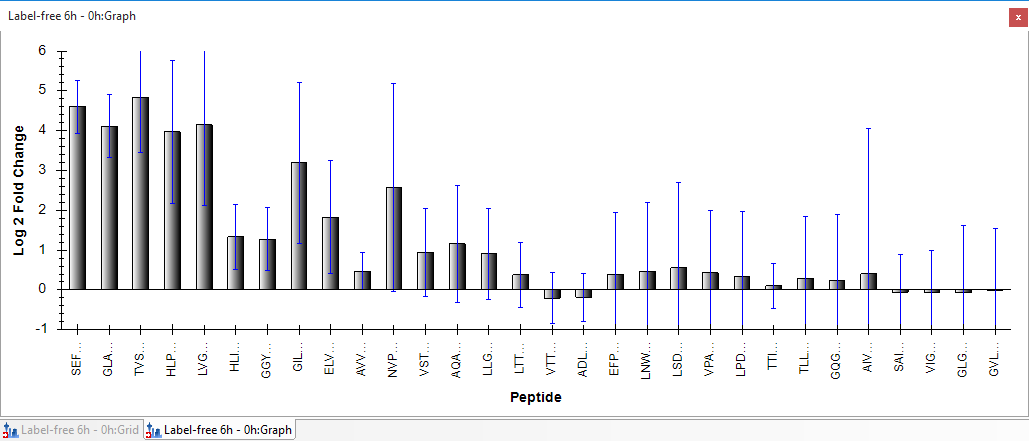 Label-free 6h - 0h:Graph
x
6
5
4
3
2
1
0
-1
Log 2 Fold Change
SEF...
GLA...
TVS...
HLP...
LVG...
HLI...
GGY...
GIL...
ELV...
AVV...
NVP...
VST...
AQA...
LLG...
LTT...
VTT...
ADL...
EFP...
LNW...
LSD...
VPA...
LPD...
TTI...
TLL...
GQG...
AIV...
SAI...
VIG...
GLG...
GVL...
Peptide
Label-free 6h - 0h:Grid
Label-free 6h - 0h:Graph